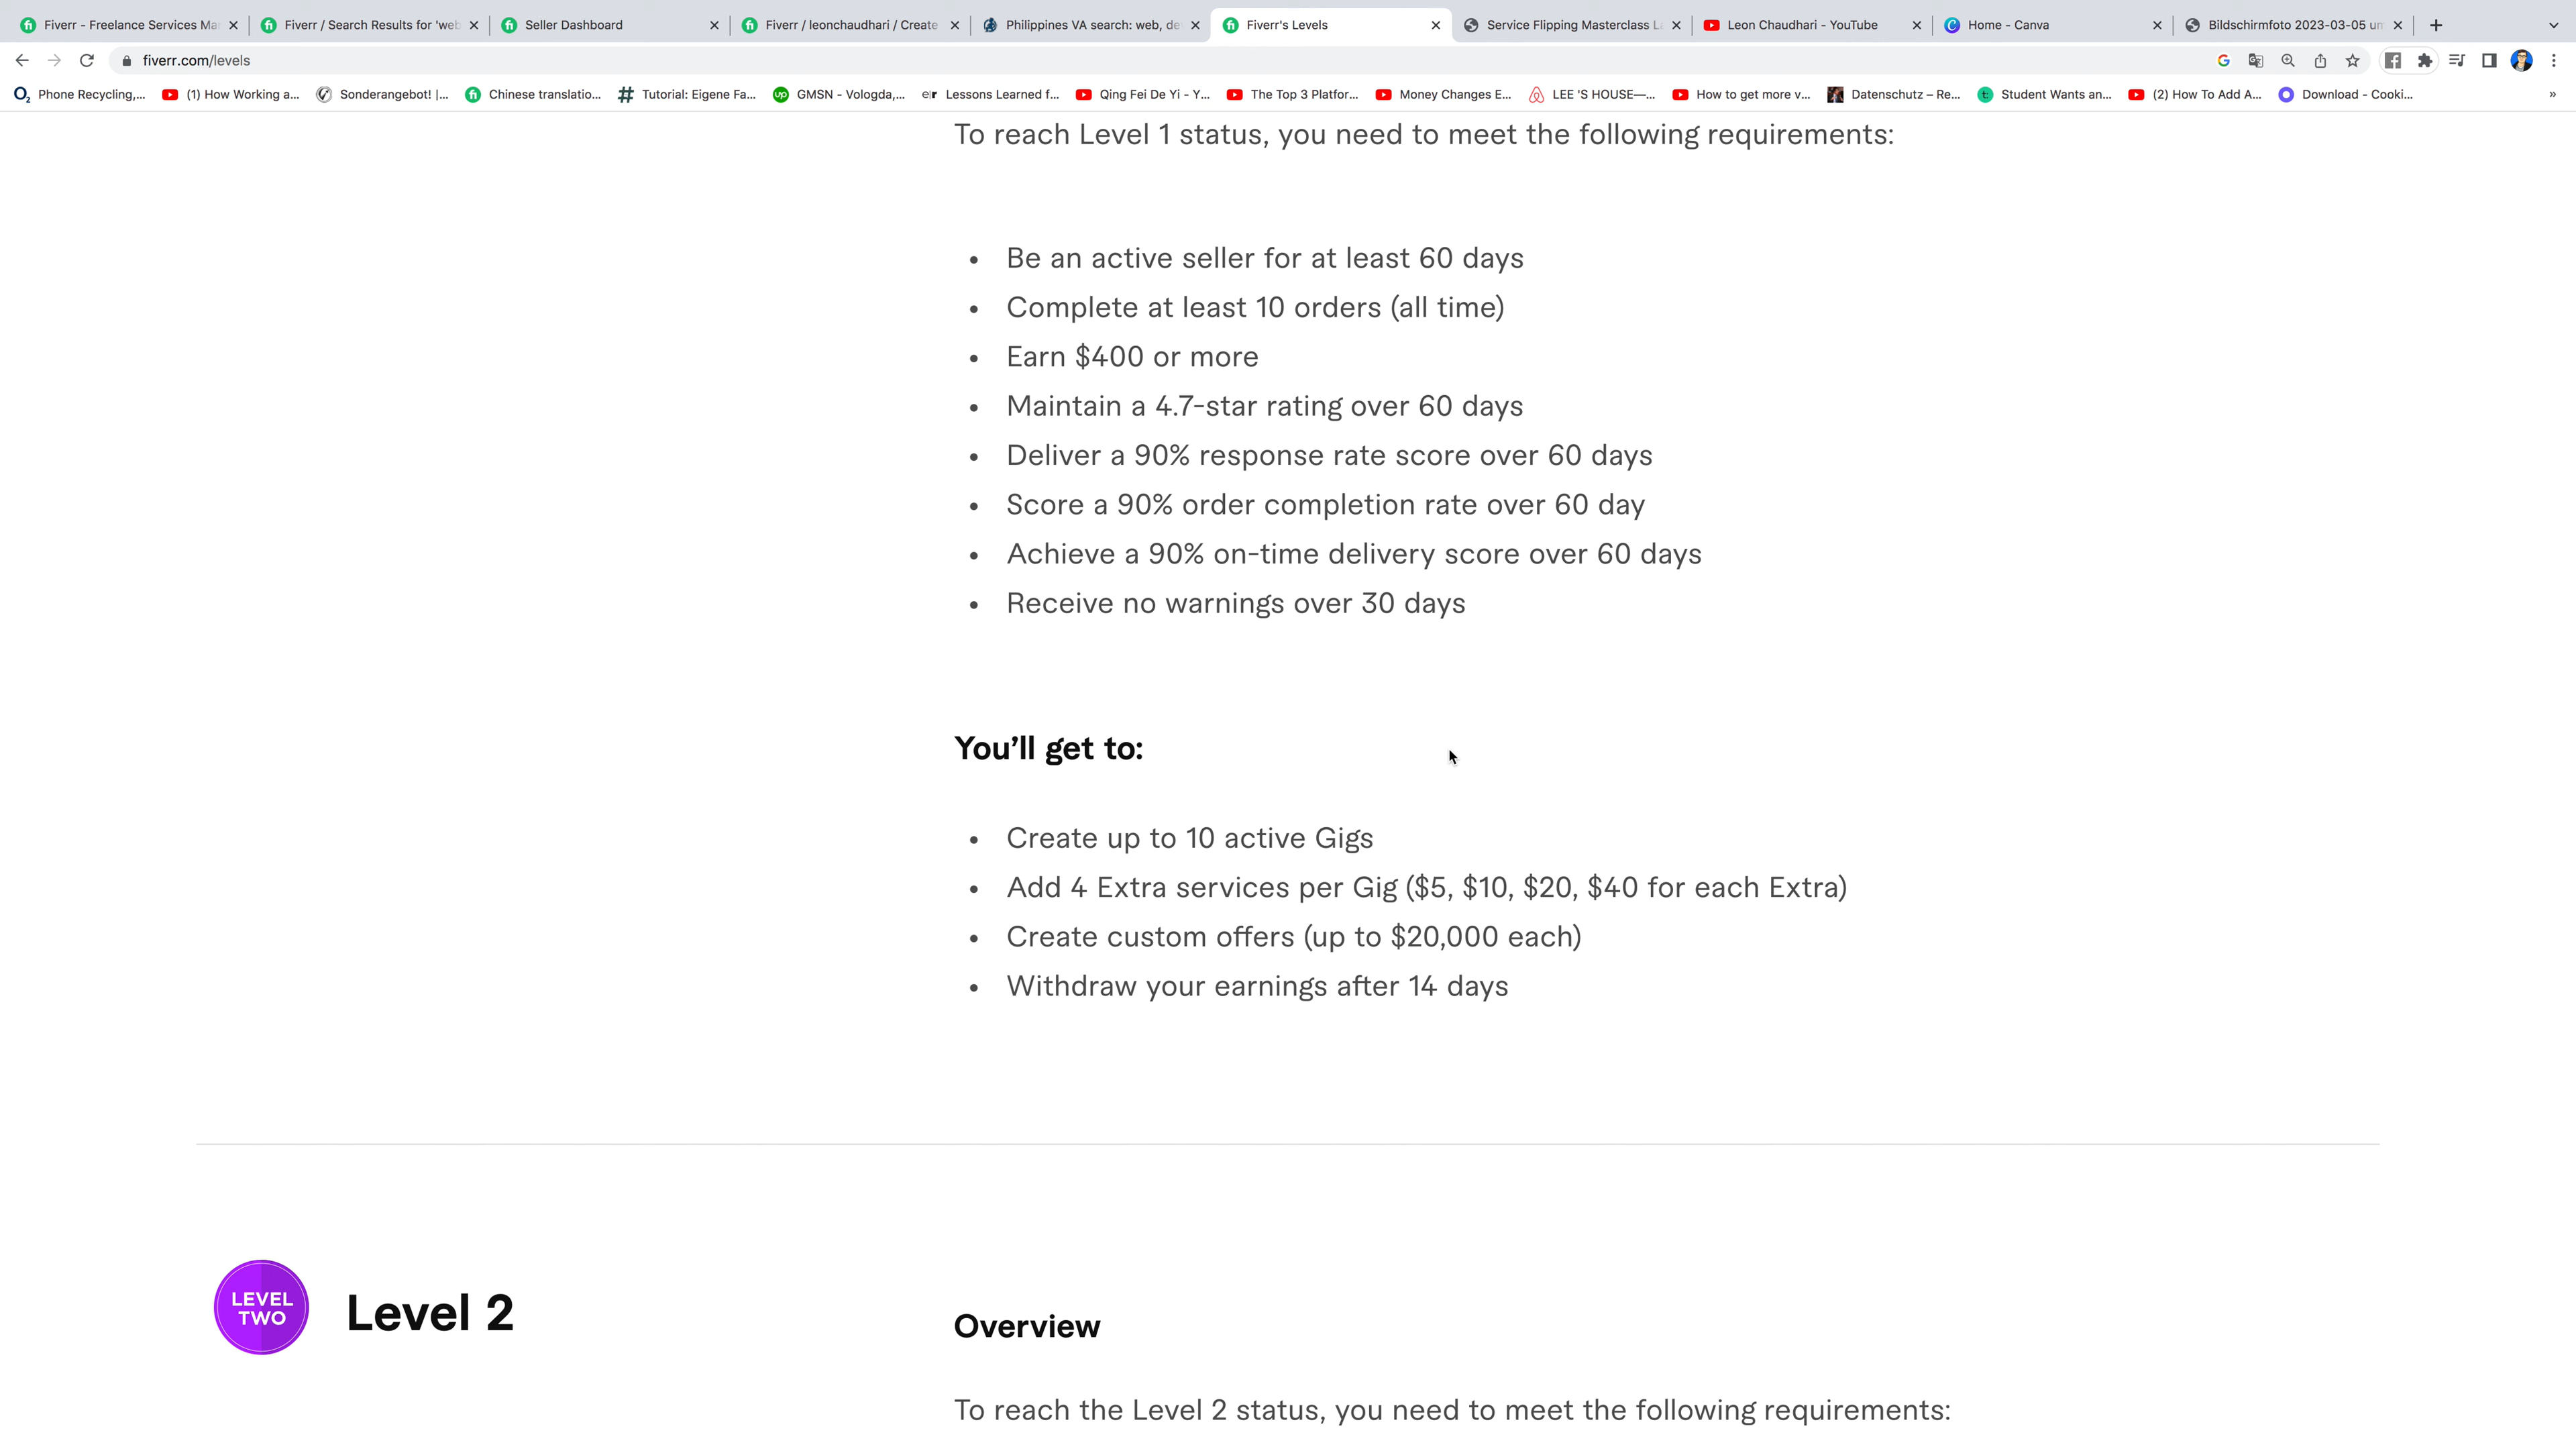 Fiverr - Freelance Services Mar
Fiverr / Search Results for 'web
Seller Dashboard
Fiverr / leonchaudhari / Create
Philippines VA search: web, de
Fiverr's Levels
Service Flipping Masterclass La
Leon Chaudhari - YouTube
Home - Canva
Bildschirmfoto 2023-03-05 um
fiverr.com/levels
Phone Recycling,...
(1) How Working a...
Sonderangebot! |...
Chinese translatio...
Tutorial: Eigene Fa...
GMSN - Vologda,...
Lessons Learned f...
Qing Fei De Yi - Y...
The Top 3 Platfor...
Money Changes E...
LEE 'S HOUSE—...
How to get more v...
Datenschutz – Re...
Student Wants an...
(2) How To Add A...
Download - Cooki...
To reach Level 1 status, you need to meet the following requirements:
• Be an active seller for at least 60 days
• Complete at least 10 orders (all time)
• Earn $400 or more
• Maintain a 4.7-star rating over 60 days
• Deliver a 90% response rate score over 60 days
• Score a 90% order completion rate over 60 day
• Achieve a 90% on-time delivery score over 60 days
• Receive no warnings over 30 days
You’ll get to:
• Create up to 10 active Gigs
• Add 4 Extra services per Gig ($5, $10, $20, $40 for each Extra)
• Create custom offers (up to $20,000 each)
• Withdraw your earnings after 14 days
LEVEL
TWO
Level 2
Overview
To reach the Level 2 status, you need to meet the following requirements: